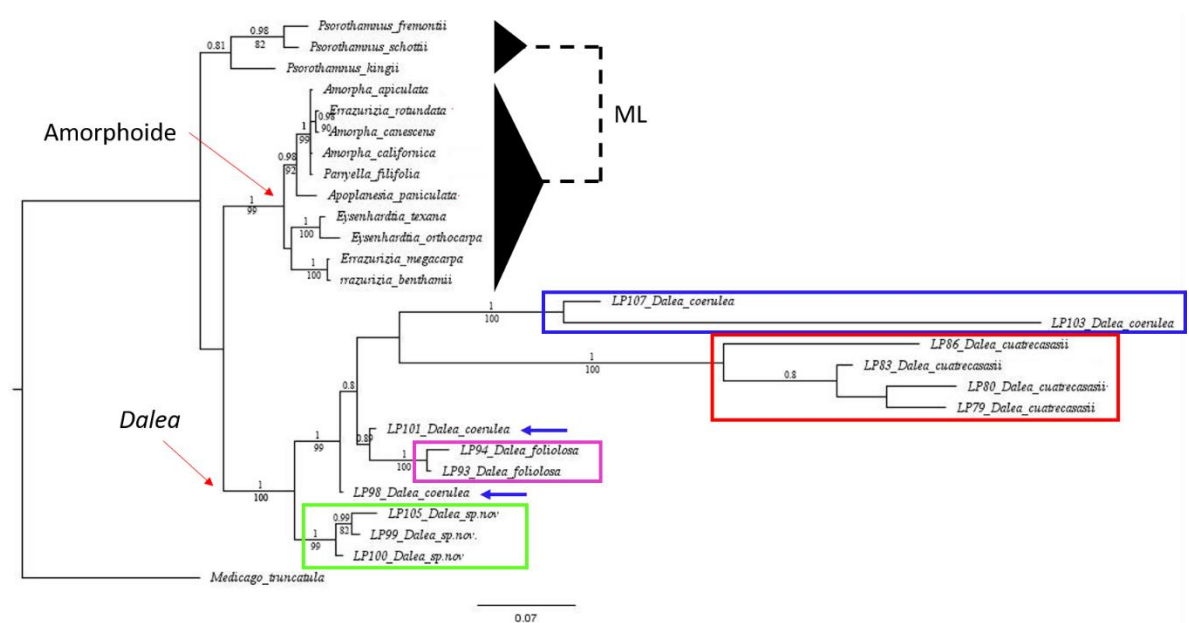 Psorothamnus_fremontii
0.98
82
Psorothamnus_schottii
0.81
Psorothamnus_kingii
Amorpha_apiculata
Errazurizia_rotundata
0.98
90
Amorpha_canescens
1
99
ML
Amorphoide
Amorpha_californica
0.98
92
Parryella_filifolia
Apoplanesia_paniculata
1
99
Eysenhardtia_texana
1
100
Eysenhardtia_orthocarpa
Errazurizia_megacarpa
1
100
rrazurizia_benthamii
LP107_Dalea_coerulea
1
100
LP103_Dalea_coerulea
LP86_Dalea_cuatrecasasii
1
100
LP83_Dalea_cuatrecasasii
0.8
LP80_Dalea_cuatrecasasii
LP79_Dalea_cuatrecasasii
0.8
Dalea
LP101_Dalea_coerulea
0.89
1
99
LP94_Dalea_foliolosa
1
100
LP93_Dalea_foliolosa
1
100
LP98_Dalea_coerulea
LP105_Dalea_sp.nov
0.99
82
LP99_Dalea_sp.nov.
1
99
LP100_Dalea_sp.nov
Medicago_truncatula
0.07